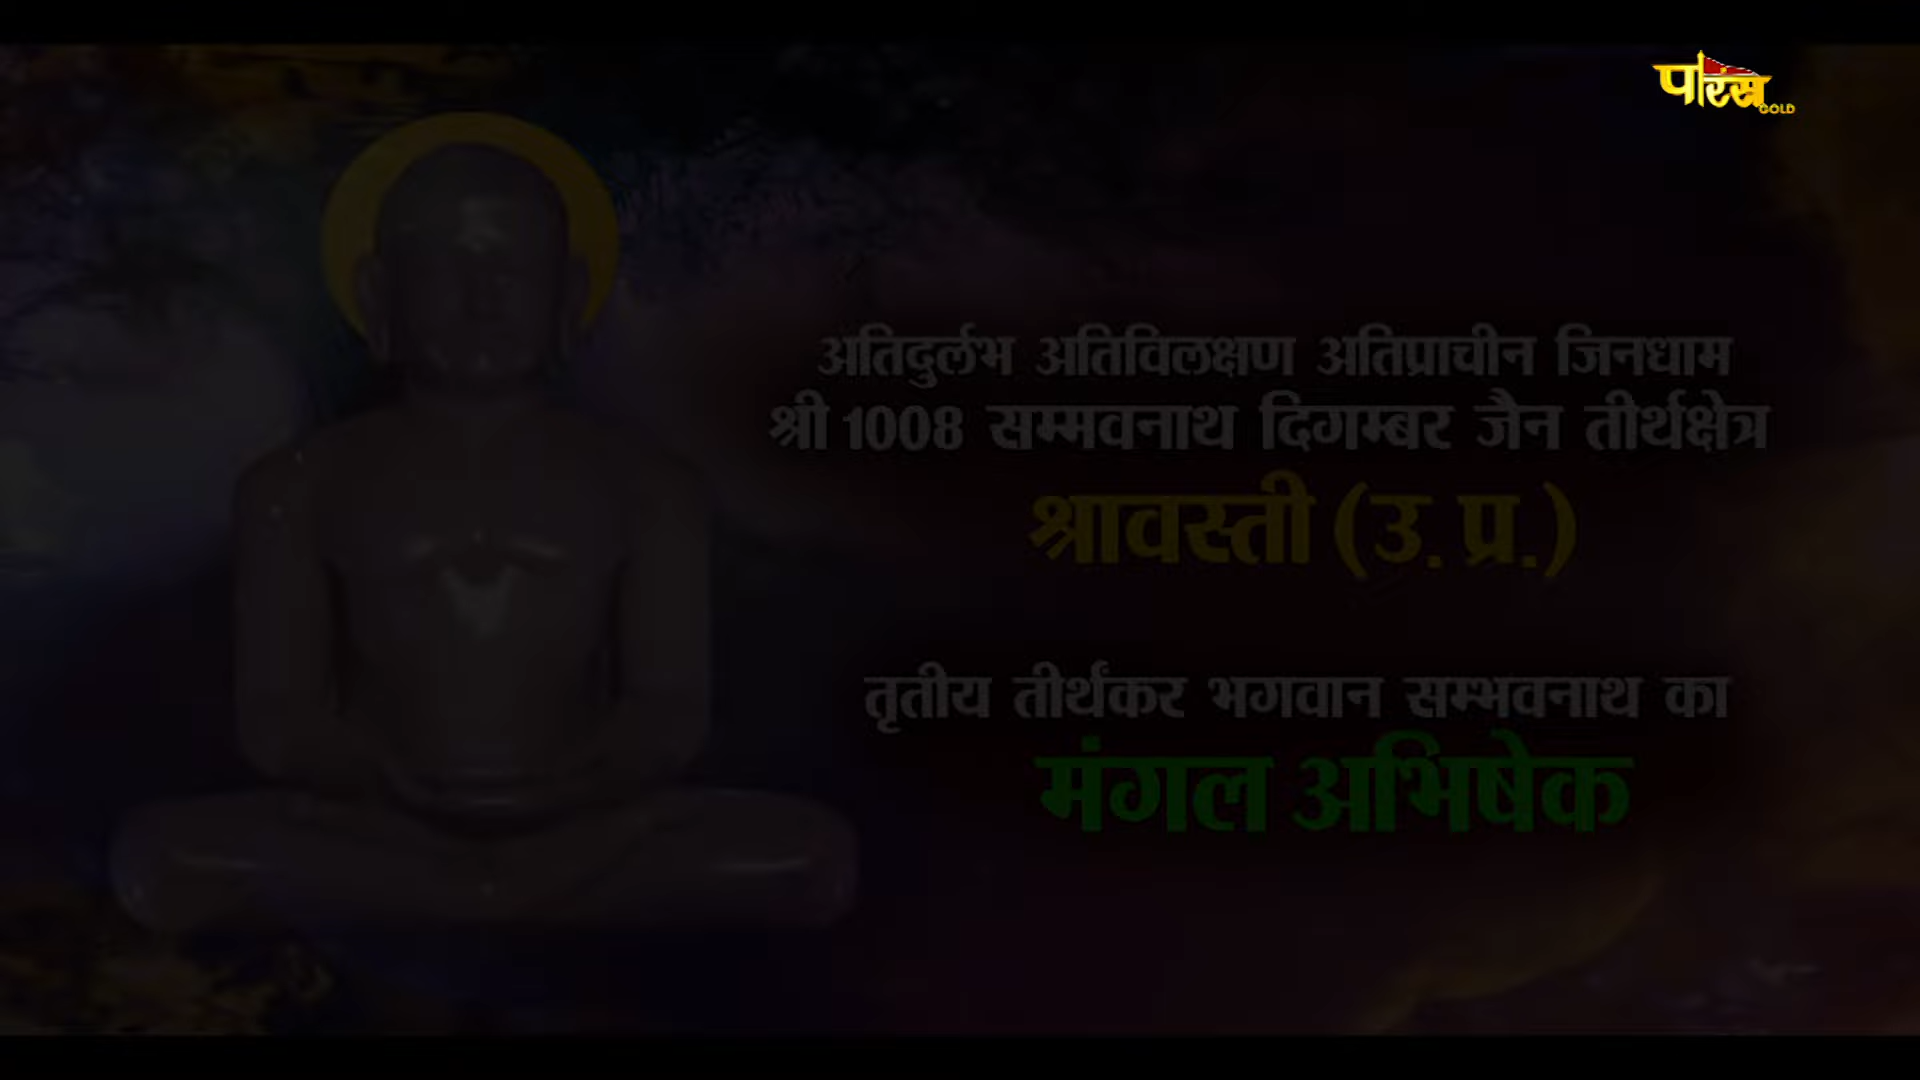 पारस
GOLD
अतिदुर्लभ अतिविलक्षण अतिप्राचीन जिनधाम
श्री 1008 सम्भवनाथ दिगम्बर जैन तीर्थक्षेत्र
श्रावस्ती (उ. प्र.)
तृतीय तीर्थंकर भगवान सम्भवनाथ का
मंगल अभिषेक